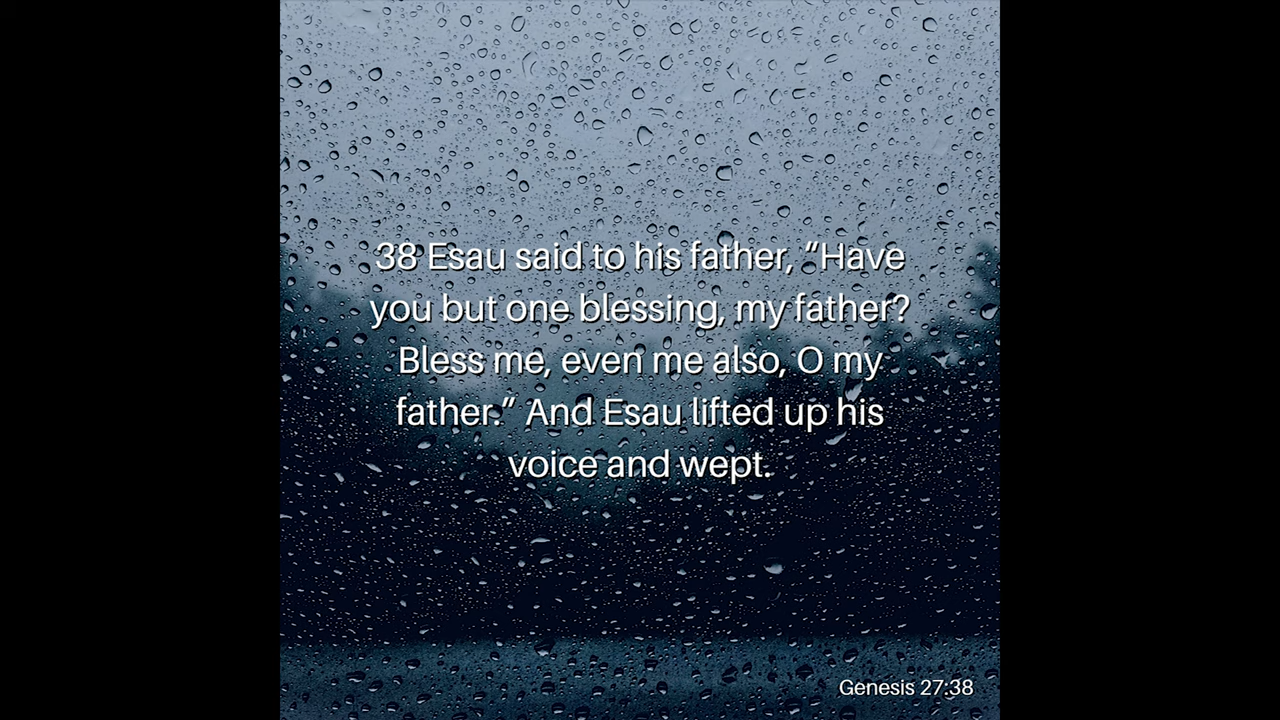 38 Esau said to his father, “Have
you but one blessing, my father?
Bless me, even me also, O my
father.” And Esau lifted up his
voice and wept.
Genesis 27:38